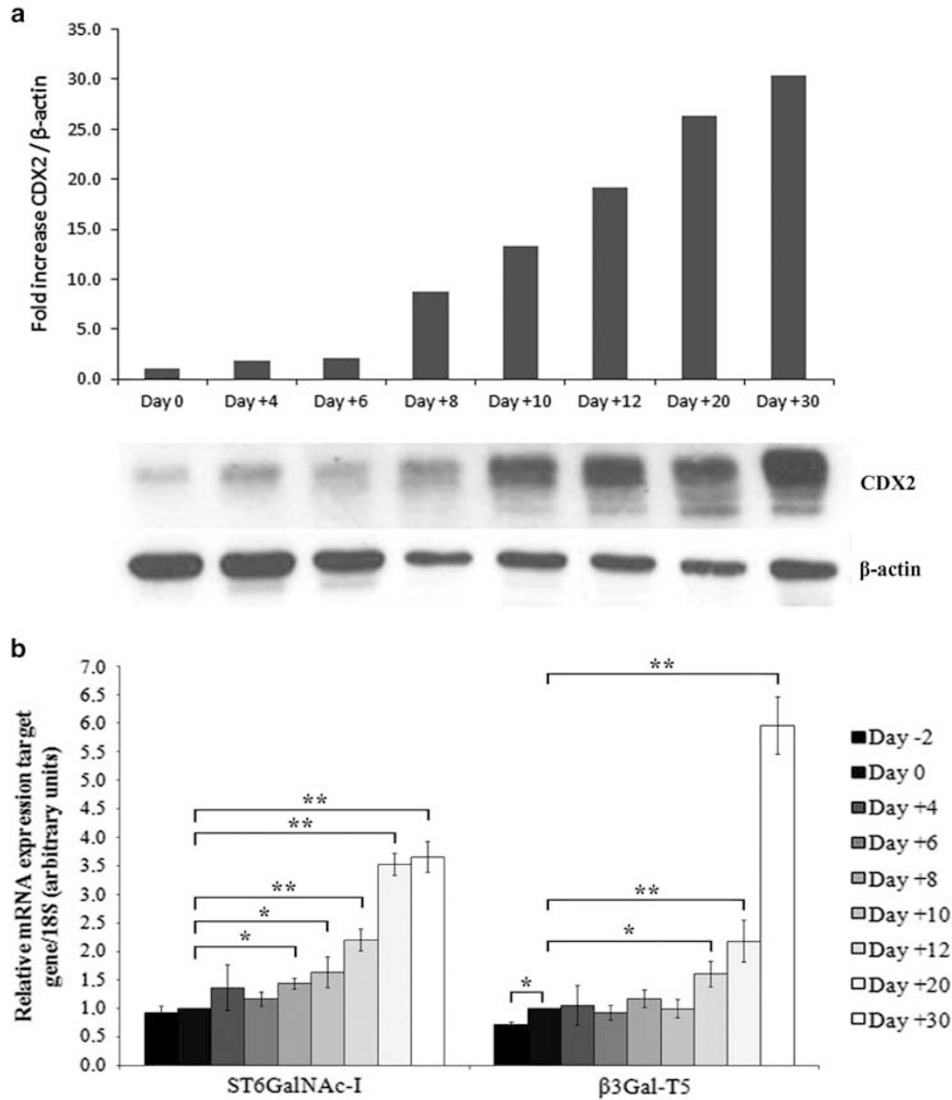 a
Fold increase CDX2 / β-actin
35.0
30.0
25.0
20.0
15.0
10.0
5.0
0.0
Day 0 Day +4 Day +6 Day +8 Day +10 Day +12 Day +20 Day +30
CDX2
β-actin
b
Relative mRNA expression target
gene/18S (arbitrary units)
7.0
6.5
6.0
5.5
5.0
4.5
4.0
3.5
3.0
2.5
2.0
1.5
1.0
0.5
0.0
**
**
**
*
*
**
**
*
*
ST6GalNAc-I β3Gal-T5
Day -2
Day 0
Day +4
Day +6
Day +8
Day +10
Day +12
Day +20
Day +30